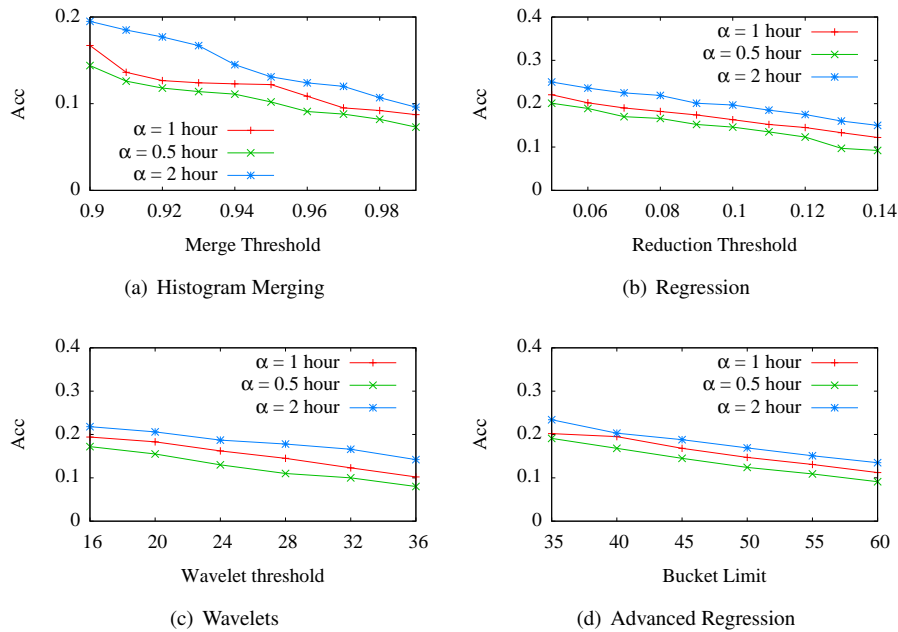 0.2
0.1
0
Acc
α = 1 hour
α = 0.5 hour
α = 2 hour
0.9 0.92 0.94 0.96 0.98
Merge Threshold
(a) Histogram Merging
0.4
0.3
0.2
0.1
0
Acc
α = 1 hour
α = 0.5 hour
α = 2 hour
0.06 0.08 0.1 0.12 0.14
Reduction Threshold
(b) Regression
0.4
0.3
0.2
0.1
0
Acc
α = 1 hour
α = 0.5 hour
α = 2 hour
16 20 24 28 32 36
Wavelet threshold
(c) Wavelets
0.4
0.3
0.2
0.1
0
Acc
α = 1 hour
α = 0.5 hour
α = 2 hour
35 40 45 50 55 60
Bucket Limit
(d) Advanced Regression